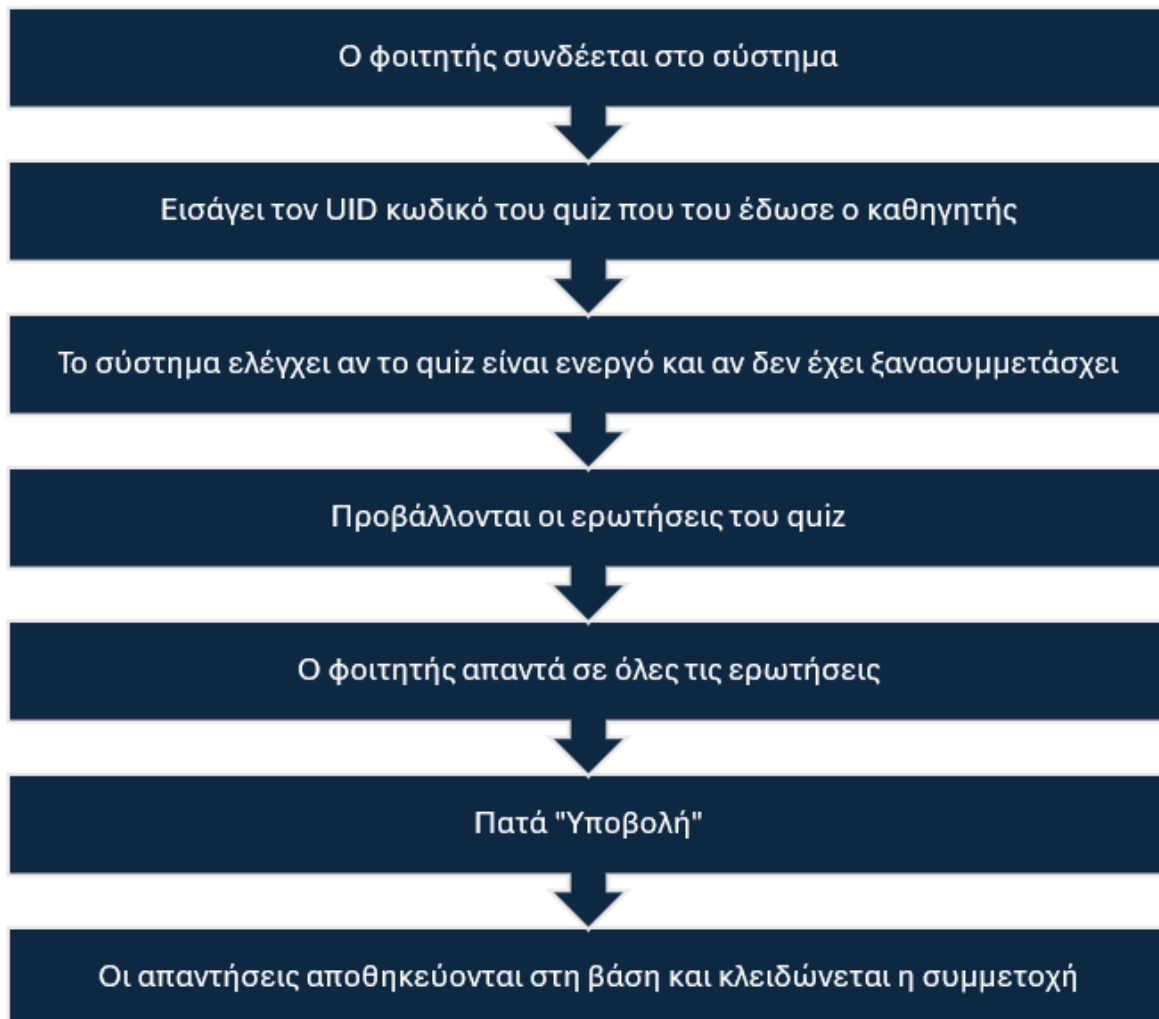 Ο φοιτητής συνδέεται στο σύστημα
Εισάγει τον UID κωδικό του quiz που του έδωσε ο καθηγητής
Το σύστημα ελέγχει αν το quiz είναι ενεργό και αν δεν έχει ξανασυμμετάσχει
Προβάλλονται οι ερωτήσεις του quiz
Ο φοιτητής απαντά σε όλες τις ερωτήσεις
Πατά "Υποβολή"
Οι απαντήσεις αποθηκεύονται στη βάση και κλειδώνεται η συμμετοχή